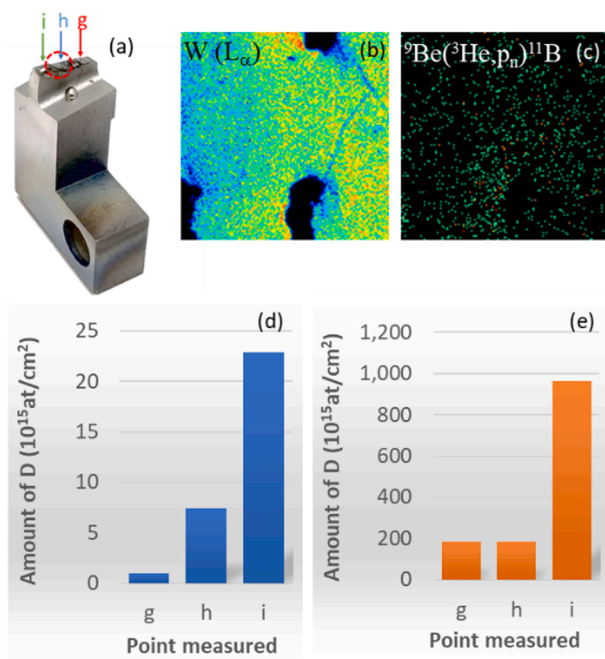 i h g (a)
W (Lα) (b)
⁹Be(³He,pₙ)¹¹B (c)
(d)
Amount of D (10¹⁵at/cm²)
25
20
15
10
5
0
g h i
Point measured
(e)
Amount of D (10¹⁵at/cm²)
1,200
1,000
800
600
400
200
0
g h i
Point measured